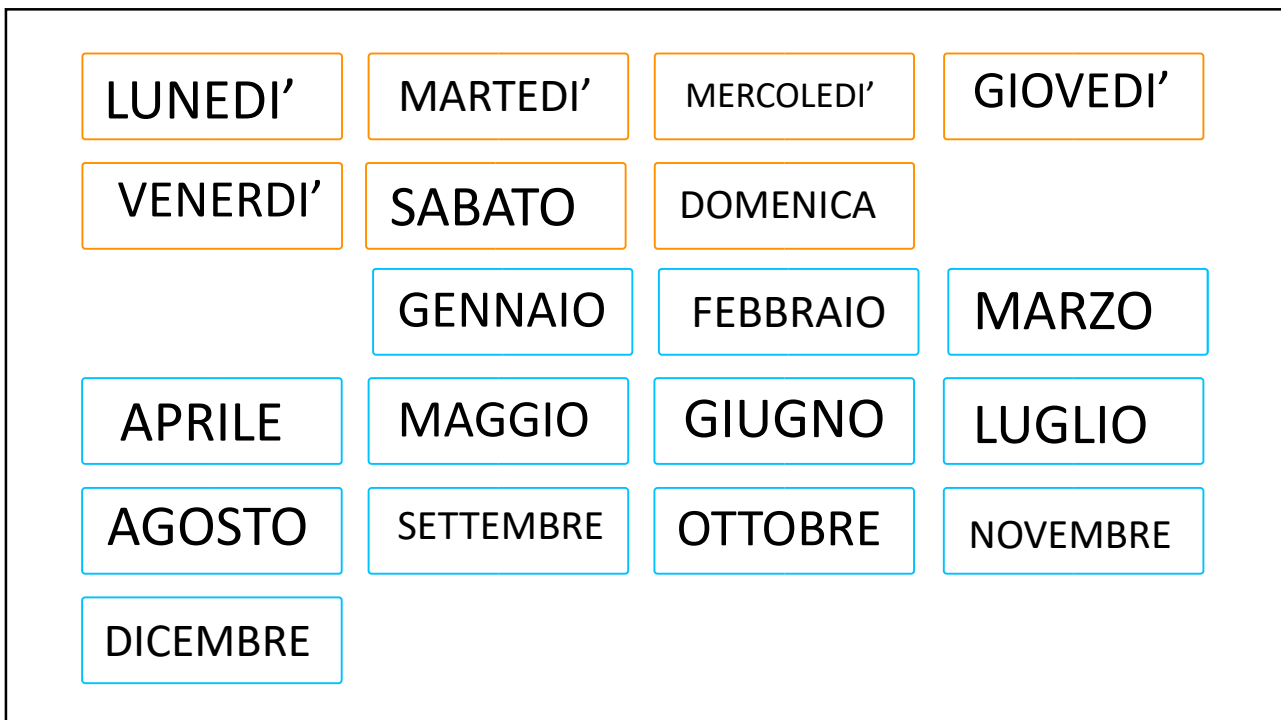 LUNEDI’ MARTEDI’ MERCOLEDI’ GIOVEDI’
VENERDI’ SABATO DOMENICA
GENNAIO FEBBRAIO MARZO
APRILE MAGGIO GIUGNO LUGLIO
AGOSTO SETTEMBRE OTTOBRE NOVEMBRE
DICEMBRE